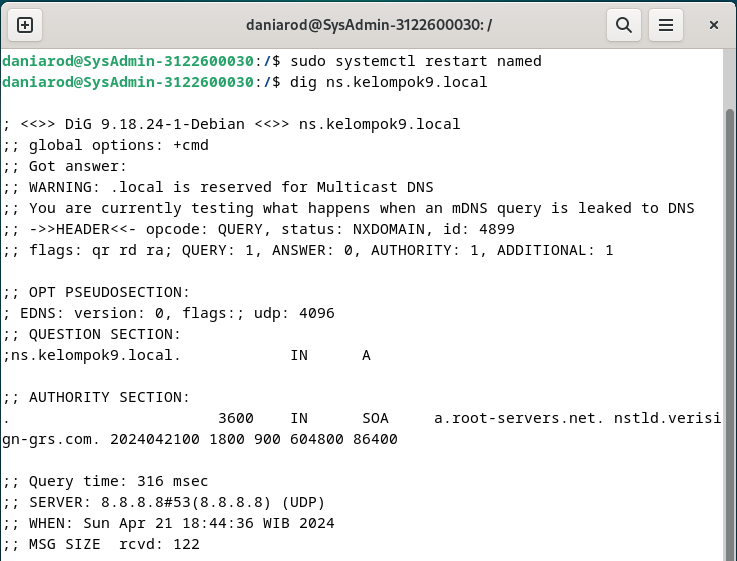 daniarod@SysAdmin-3122600030: /
daniarod@SysAdmin-3122600030:/$ sudo systemctl restart named
daniarod@SysAdmin-3122600030:/$ dig ns.kelompok9.local
; <<>> DiG 9.18.24-1-Debian <<>> ns.kelompok9.local
;; global options: +cmd
;; Got answer:
;; WARNING: .local is reserved for Multicast DNS
;; You are currently testing what happens when an mDNS query is leaked to DNS
;; ->>HEADER<<- opcode: QUERY, status: NXDOMAIN, id: 4899
;; flags: qr rd ra; QUERY: 1, ANSWER: 0, AUTHORITY: 1, ADDITIONAL: 1
;; OPT PSEUDOSECTION:
; EDNS: version: 0, flags:; udp: 4096
;; QUESTION SECTION:
;ns.kelompok9.local. IN A
;; AUTHORITY SECTION:
. 3600 IN SOA a.root-servers.net. nstld.verisi
gn-grs.com. 2024042100 1800 900 604800 86400
;; Query time: 316 msec
;; SERVER: 8.8.8.8#53(8.8.8.8) (UDP)
;; WHEN: Sun Apr 21 18:44:36 WIB 2024
;; MSG SIZE  rcvd: 122